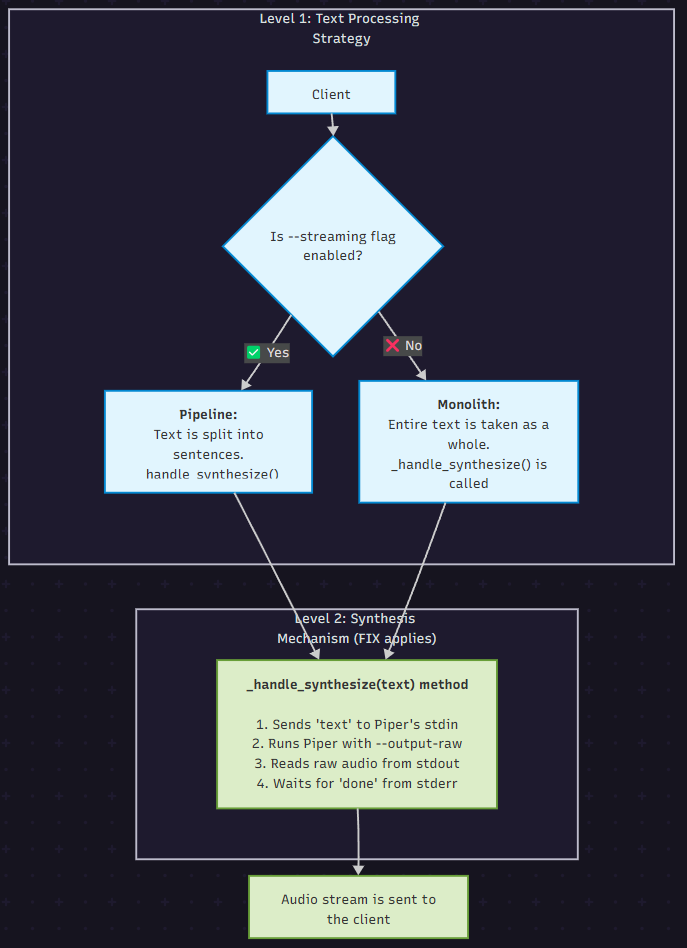 Level 1: Text Processing
Strategy
Client
Is --streaming flag
enabled?
✅ Yes
❌ No
Pipeline:
Text is split into
sentences.
handle_synthesize()
Monolith:
Entire text is taken as a
whole.
_handle_synthesize() is
called
Level 2: Synthesis
Mechanism (FIX applies)
_handle_synthesize(text) method
1. Sends 'text' to Piper's stdin
2. Runs Piper with --output-raw
3. Reads raw audio from stdout
4. Waits for 'done' from stderr
Audio stream is sent to
the client